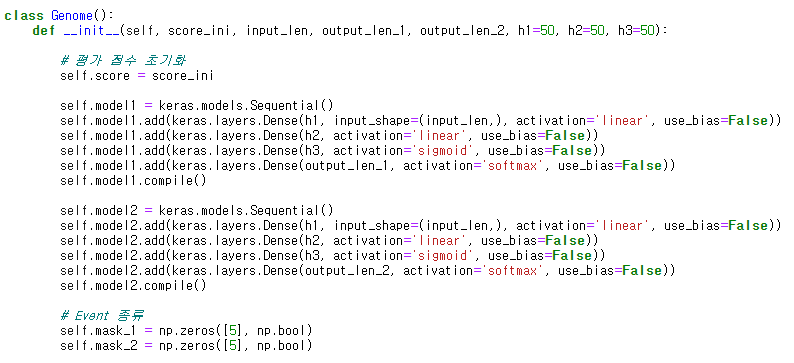 class Genome():
    def __init__(self, score_ini, input_len, output_len_1, output_len_2, h1=50, h2=50, h3=50):

        # 평가 점수 초기화
        self.score = score_ini

        self.model1 = keras.models.Sequential()
        self.model1.add(keras.layers.Dense(h1, input_shape=(input_len,), activation='linear', use_bias=False))
        self.model1.add(keras.layers.Dense(h2, activation='linear', use_bias=False))
        self.model1.add(keras.layers.Dense(h3, activation='sigmoid', use_bias=False))
        self.model1.add(keras.layers.Dense(output_len_1, activation='softmax', use_bias=False))
        self.model1.compile()

        self.model2 = keras.models.Sequential()
        self.model2.add(keras.layers.Dense(h1, input_shape=(input_len,), activation='linear', use_bias=False))
        self.model2.add(keras.layers.Dense(h2, activation='linear', use_bias=False))
        self.model2.add(keras.layers.Dense(h3, activation='sigmoid', use_bias=False))
        self.model2.add(keras.layers.Dense(output_len_2, activation='softmax', use_bias=False))
        self.model2.compile()

        # Event 종류
        self.mask_1 = np.zeros([5], np.bool)
        self.mask_2 = np.zeros([5], np.bool)